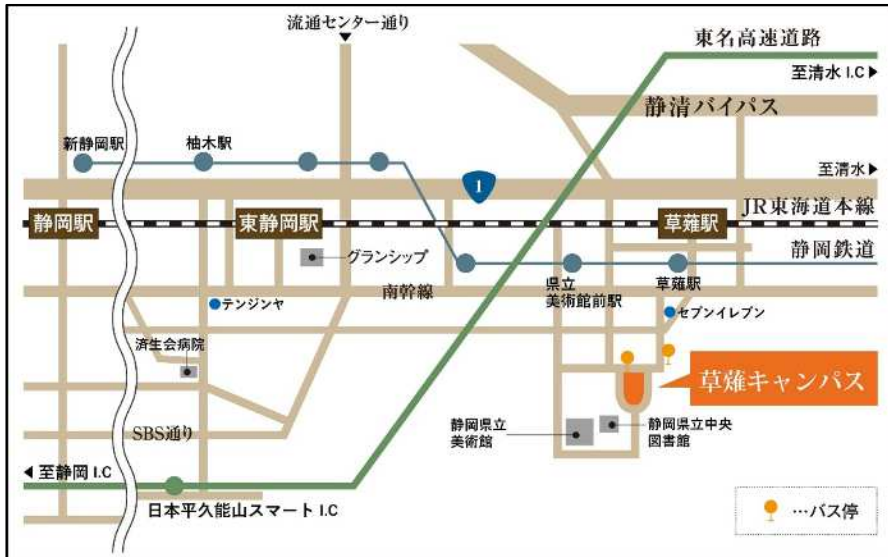 流通センター通り
東名高速道路
至清水 I.C
静清バイパス
新静岡駅
柚木駅
至清水
1
JR東海道本線
静岡駅
東静岡駅
草薙駅
グランシップ
静岡鉄道
南幹線
県立
美術館前駅
草薙駅
テンジンヤ
セブンイレブン
済生会病院
草薙キャンパス
SBS通り
静岡県立
美術館
静岡県立中央
図書館
至静岡 I.C
日本平久能山スマート I.C
…バス停